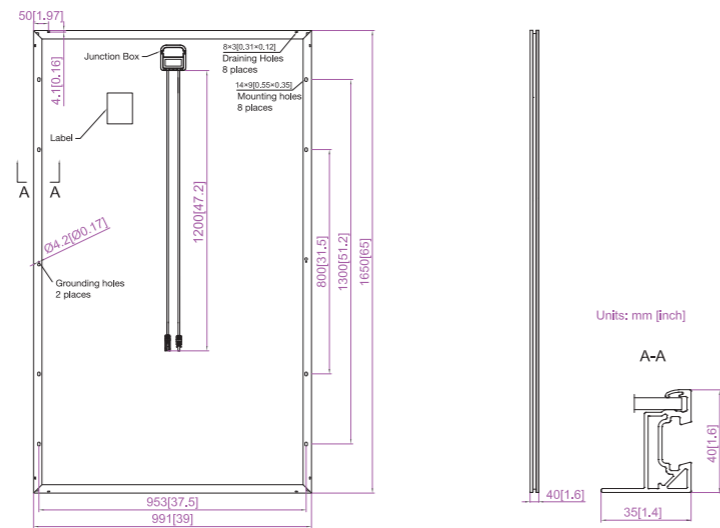 50[1.97]
4.1[0.16]
Junction Box
8×3[0.31×0.12]
Draining Holes
8 places
14×9[0.55×0.35]
Mounting holes
8 places
Label
A A
Ø4.2[Ø0.17]
Grounding holes
2 places
1200[47.2]
800[31.5]
1300[51.2]
1650[65]
953[37.5]
991[39]
40[1.6]
Units: mm [inch]
A-A
40[1.6]
35[1.4]